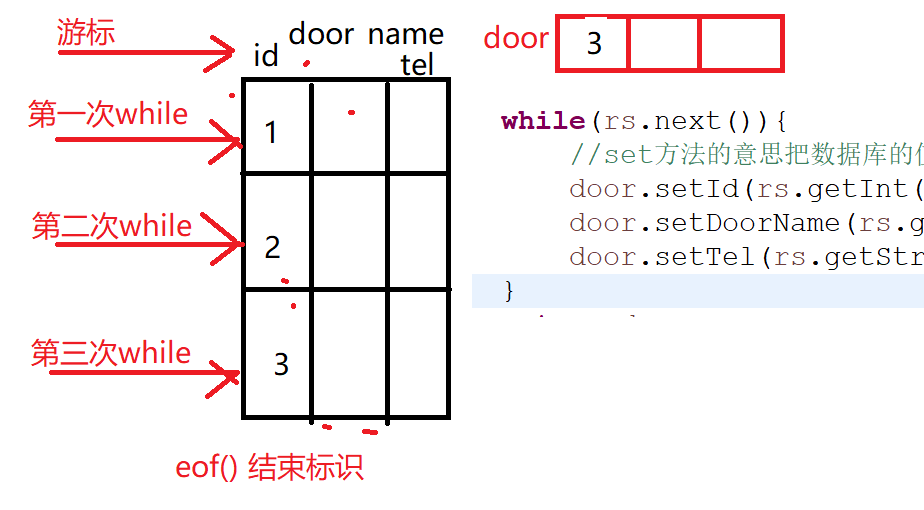 游标
id
door name
tel
第一次while
1
第二次while
2
第三次while
3
eof() 结束标识
door
3
while(rs.next()){
//set方法的意思把数据库的
door.setId(rs.getInt(
door.setDoorName(rs.g
door.setTel(rs.getStr
}